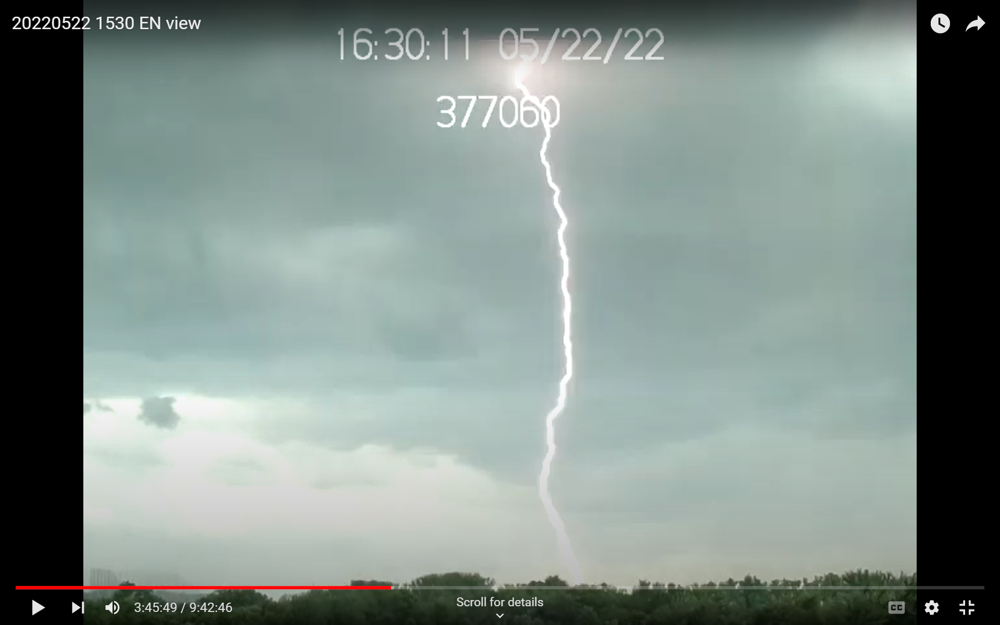 20220522 1530 EN view
16:30:11 05/22/22
377060
3:45:49 / 9:42:46
Scroll for details
CC